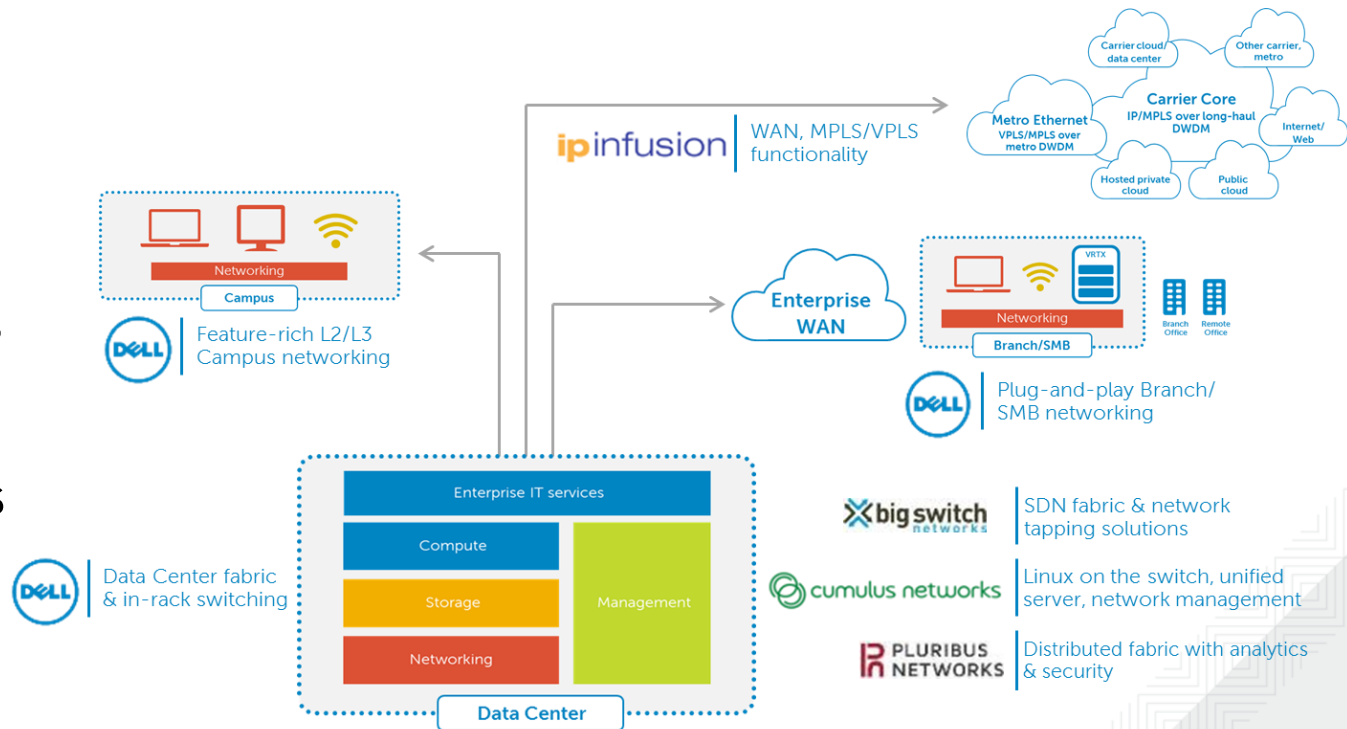 Carrier cloud/
data center
Other carrier,
metro
Carrier Core
IP/MPLS over long-haul
DWDM
Metro Ethernet
VPLS/MPLS over
metro DWDM
Internet/
Web
Hosted private
cloud
Public
cloud
ipinfusion
WAN, MPLS/VPLS
functionality
Networking
Campus
DELL
Feature-rich L2/L3
Campus networking
Enterprise
WAN
VRTX
Networking
Branch/SMB
Branch
Office
Remote
Office
DELL
Plug-and-play Branch/
SMB networking
S
DELL
Data Center fabric
& in-rack switching
Enterprise IT services
Compute
Storage
Networking
Management
Data Center
big switch
networks
SDN fabric & network
tapping solutions
cumulus networks
Linux on the switch, unified
server, network management
PLURIBUS
NETWORKS
Distributed fabric with analytics
& security